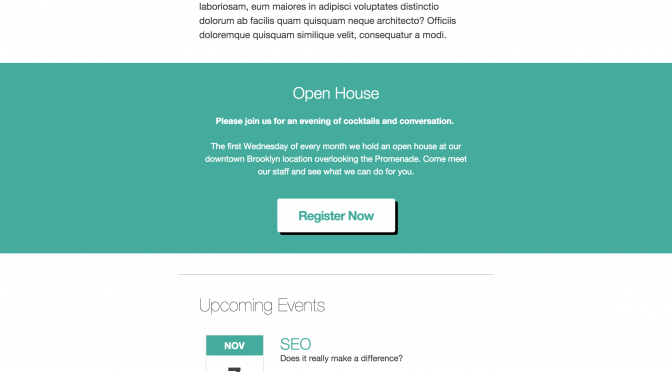 laboriosam, eum maiores in adipisci voluptates distinctio
dolorum ab facilis quam quisquam neque architecto? Officiis
doloremque quisquam similique velit, consequatur a modi.
Open House
Please join us for an evening of cocktails and conversation.
The first Wednesday of every month we hold an open house at our
downtown Brooklyn location overlooking the Promenade. Come meet
our staff and see what we can do for you.
Register Now
Upcoming Events
NOV
SEO
Does it really make a difference?